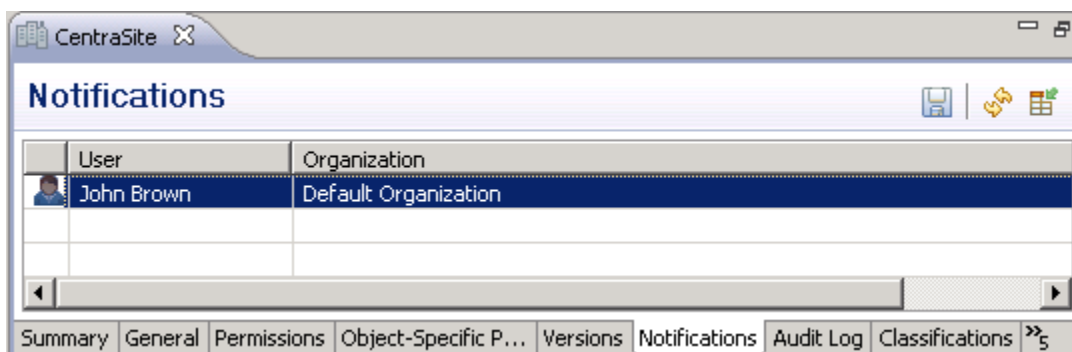 CentraSite
Notifications
User Organization
John Brown Default Organization
Summary General Permissions Object-Specific P... Versions Notifications Audit Log Classifications »5